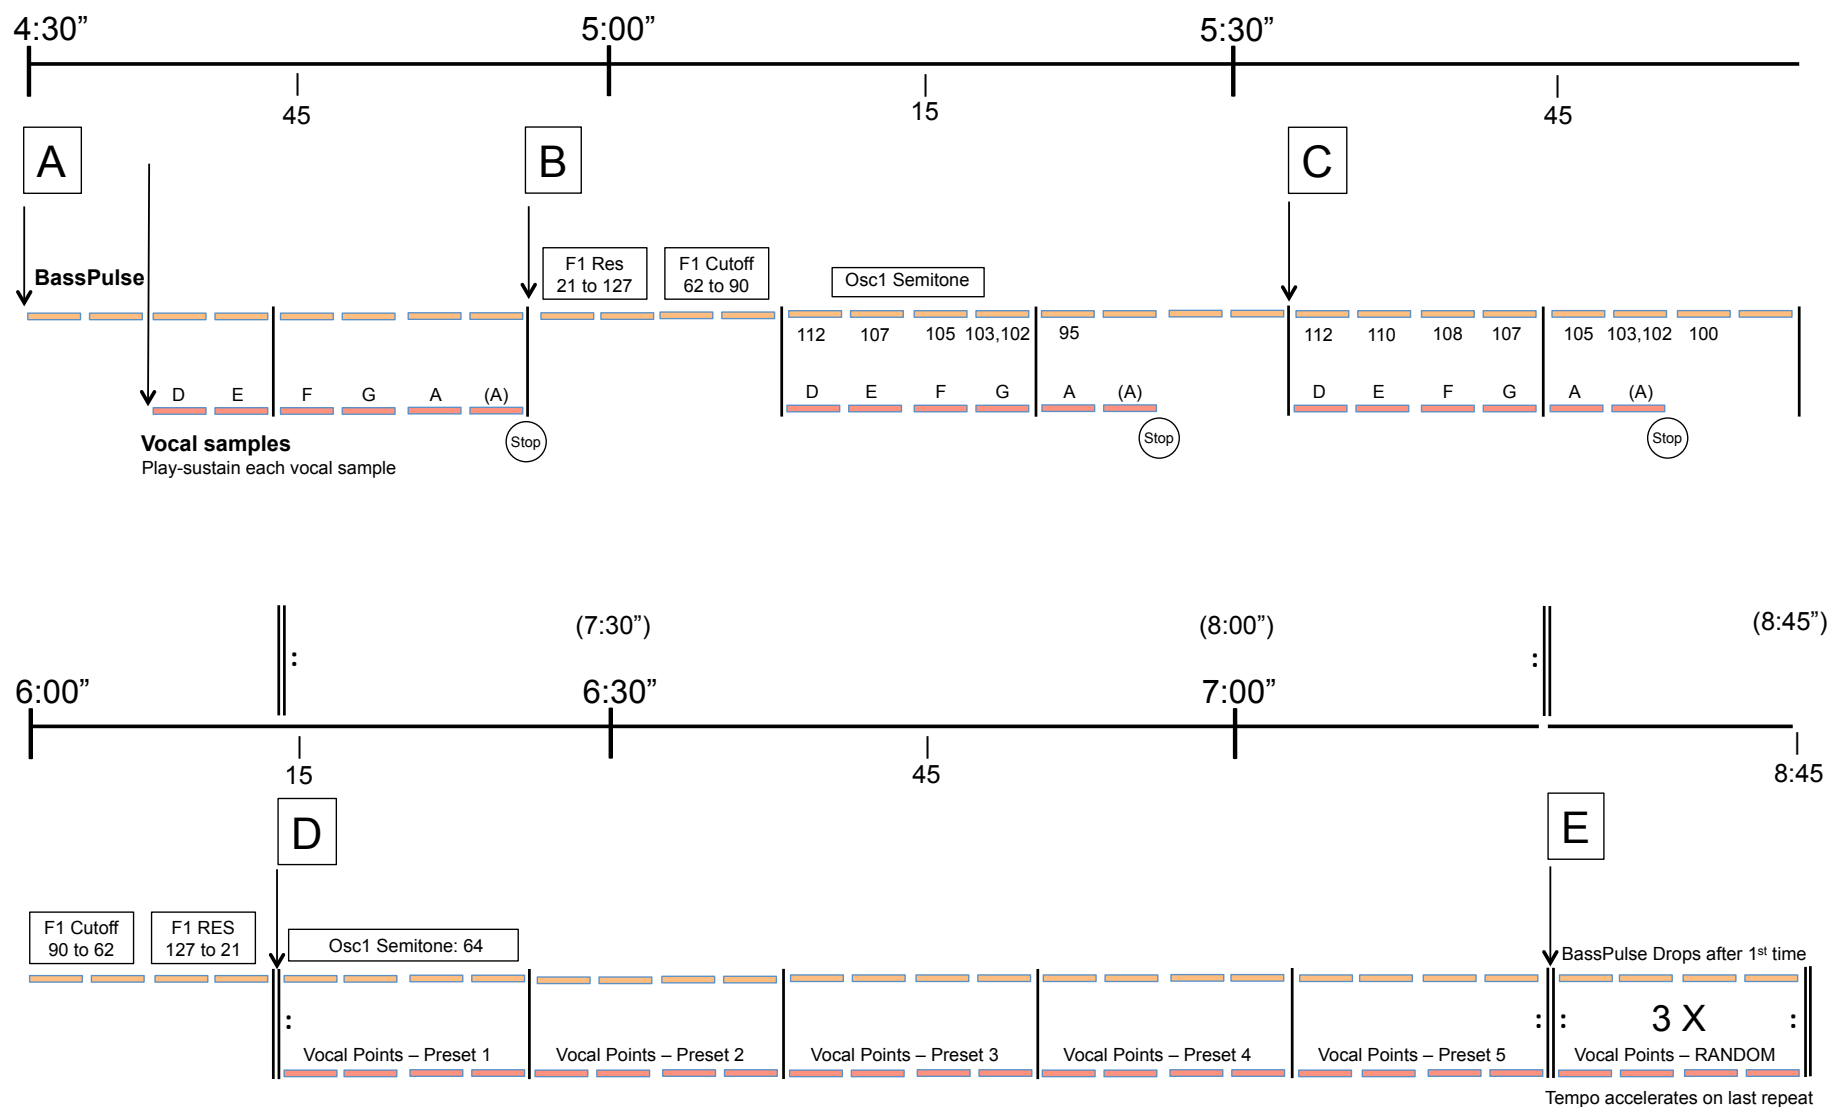 4:30” 5:00” 5:30”
45 15 45
A B C
BassPulse
F1 Res
21 to 127
F1 Cutoff
62 to 90
Osc1 Semitone
112 107 105 103,102 95 112 110 108 107 105 103,102 100
D E F G A (A) D E F G A (A) D E F G A (A)
Stop Stop Stop
Vocal samples
Play-sustain each vocal sample
: (7:30”) (8:00”) : (8:45”)
6:00” 6:30” 7:00”
15 45 8:45
D E
F1 Cutoff
90 to 62
F1 RES
127 to 21
Osc1 Semitone: 64
BassPulse Drops after 1st time
: : : 3 X :
Vocal Points – Preset 1 Vocal Points – Preset 2 Vocal Points – Preset 3 Vocal Points – Preset 4 Vocal Points – Preset 5 Vocal Points – RANDOM
Tempo accelerates on last repeat